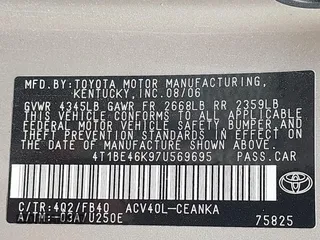 MFD.BY:TOYOTA MOTOR MANUFACTURING,
KENTUCKY,INC.08/06
GVWR 4345LB GAWR FR 2668LB RR 2359LB
THIS VEHICLE CONFORMS TO ALL APPLICABLE
FEDERAL MOTOR VEHICLE SAFETY, BUMPER, AND
THEFT PREVENTION STANDARDS IN EFFECT ON THE
DATE OF MANUFACTURE SHOWN ABOVE.
4T1BE46K97U569695 PASS.CAR
C/TR:4Q2/FB40 ACV40L-CEANKA
A/TM:-03A/U250E 75825
TOYOTA